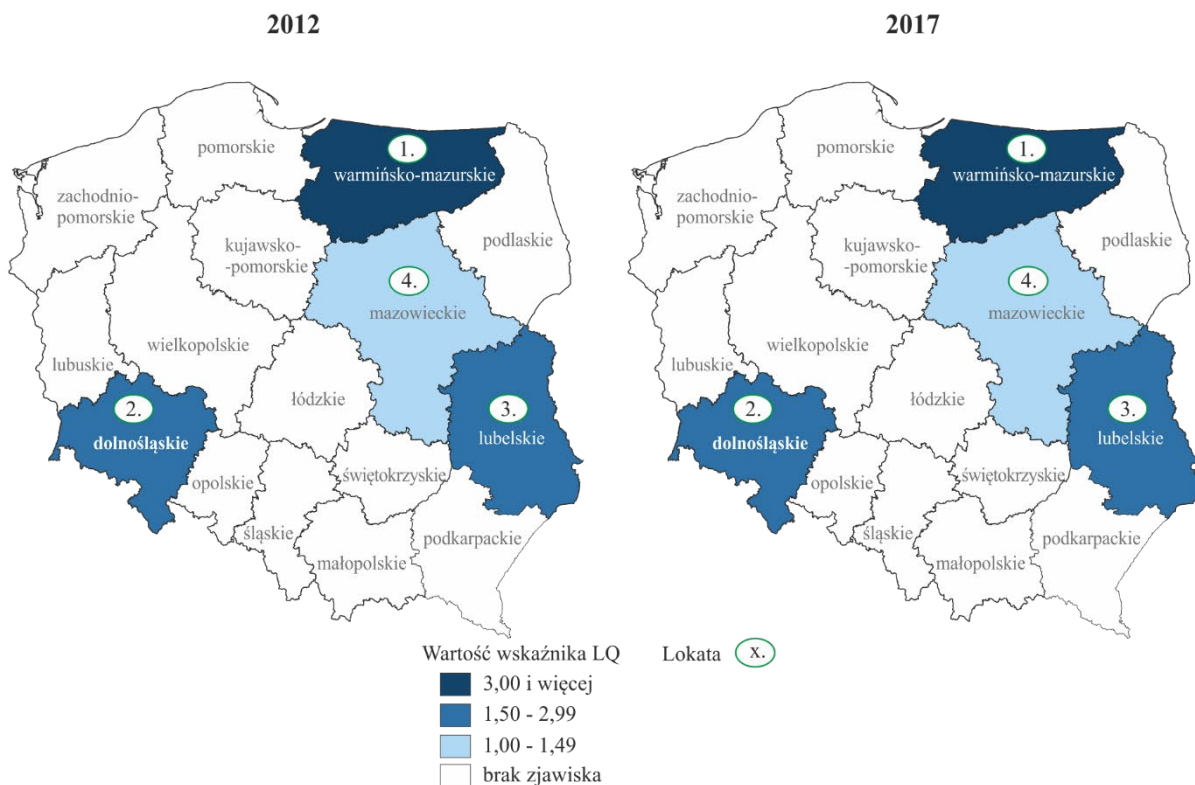 2012
2017
pomorskie
1.
warmińsko-mazurskie
zachodnio-
pomorskie
kujawsko-
-pomorskie
podlaskie
4.
mazowieckie
wielkopolskie
lubuskie
łódzkie
2.
dolnośląskie
3.
lubelskie
opolskie
świętokrzyskie
śląskie
małopolskie
podkarpackie
pomorskie
1.
warmińsko-mazurskie
zachodnio-
pomorskie
kujawsko-
-pomorskie
podlaskie
4.
mazowieckie
wielkopolskie
lubuskie
łódzkie
2.
dolnośląskie
3.
lubelskie
opolskie
świętokrzyskie
śląskie
małopolskie
podkarpackie
Wartość wskaźnika LQ
Lokata x.
3,00 i więcej
1,50 - 2,99
1,00 - 1,49
brak zjawiska